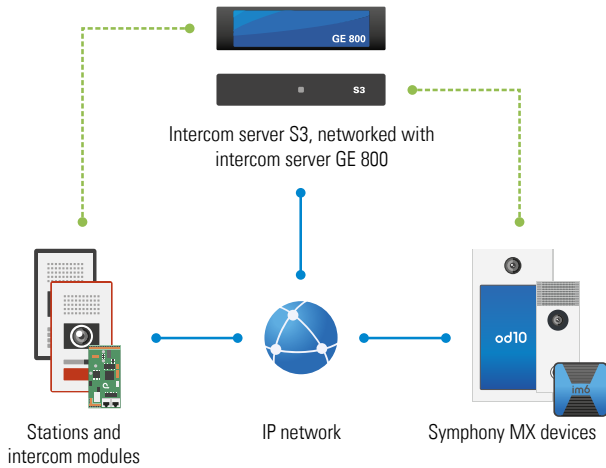 GE 800
S3
Intercom server S3, networked with
intercom server GE 800
od10
im6
Stations and
intercom modules
IP network
Symphony MX devices